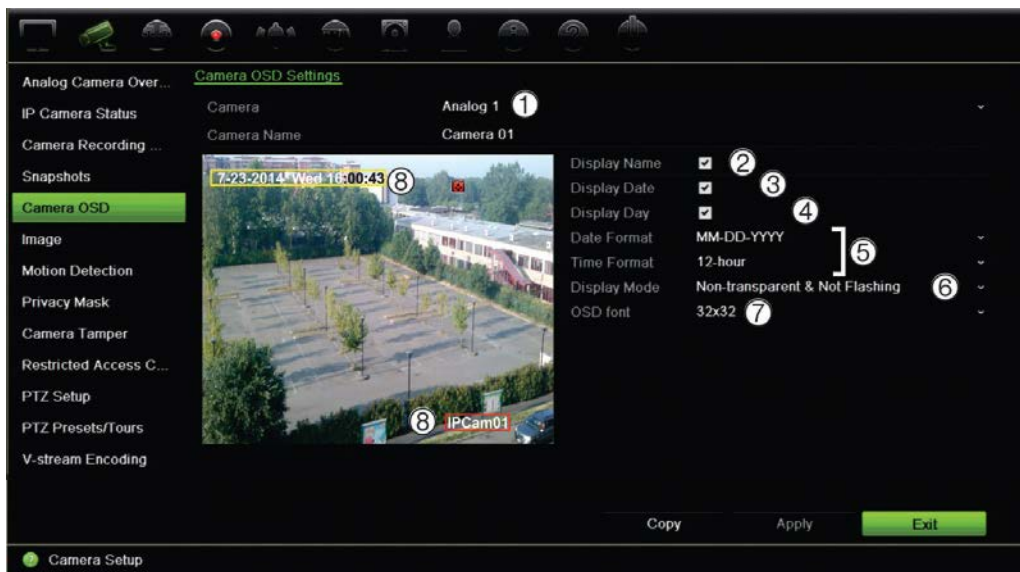 Camera OSD Settings
Analog Camera Over...
IP Camera Status
Camera Recording ...
Snapshots
Camera OSD
Image
Motion Detection
Privacy Mask
Camera Tamper
Restricted Access C...
PTZ Setup
PTZ Presets/Tours
V-stream Encoding
Camera Analog 1 ①
Camera Name Camera 01
7-23-2014 Wed 16:00:43 ⑧
⑧ IPCam01
Display Name ②
Display Date ③
Display Day ④
Date Format MM-DD-YYYY
Time Format 12-hour
⑤
Display Mode Non-transparent & Not Flashing ⑥
OSD font 32x32 ⑦
Copy Apply Exit
? Camera Setup